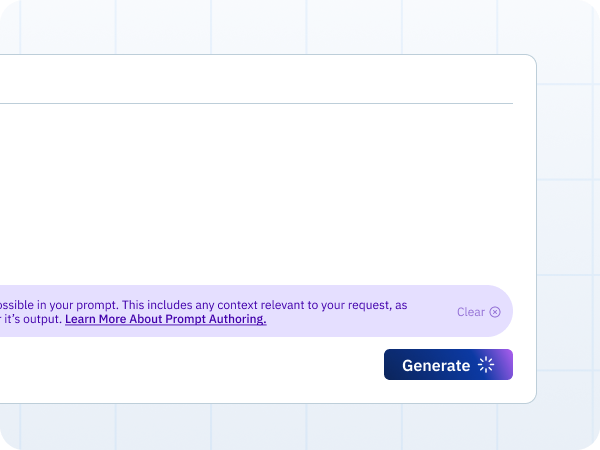 ossible in your prompt. This includes any context relevant to your request, as
it’s output. Learn More About Prompt Authoring.
Clear
Generate